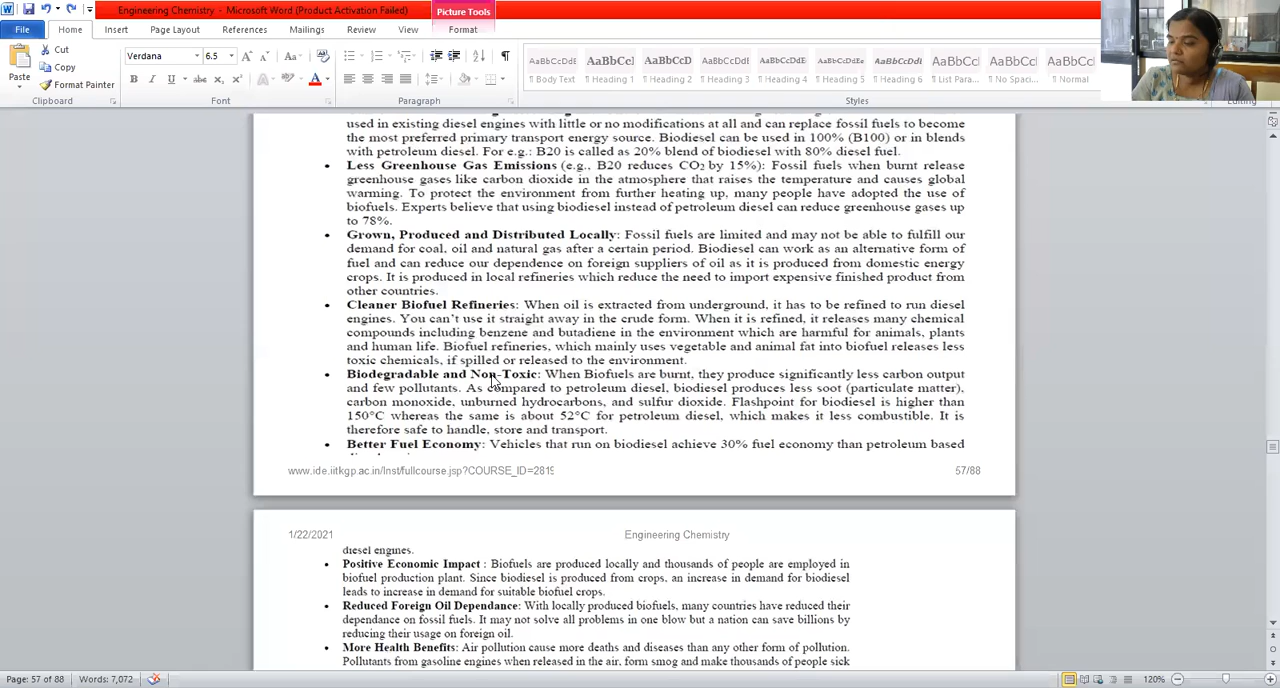 Engineering Chemistry - Microsoft Word (Product Activation Failed)
Picture Tools
File Home Insert Page Layout References Mailings Review View Format
Paste Cut Copy Format Painter Clipboard
Verdana 6.5 Font
Paragraph
AaBbCcDdE ¶ Body Text AaBbCcI ¶ Heading 1 AaBbCcD ¶ Heading 2 AaBbCcDdI ¶ Heading 3 ¶ Heading 4 ¶ Heading 5 ¶ Heading 6 ¶ List Para... ¶ No Spaci... ¶ Normal
Styles
Editing
used in existing diesel engines with little or no modifications at all and can replace fossil fuels to become
the most preferred primary transport energy source. Biodiesel can be used in 100% (B100) or in blends
with petroleum diesel. For e.g.: B20 is called as 20% blend of biodiesel with 80% diesel fuel.
• Less Greenhouse Gas Emissions (e.g., B20 reduces CO2 by 15%): Fossil fuels when burnt release
greenhouse gases like carbon dioxide in the atmosphere that raises the temperature and causes global
warming. To protect the environment from further heating up, many people have adopted the use of
biofuels. Experts believe that using biodiesel instead of petroleum diesel can reduce greenhouse gases up
to 78%.
• Grown, Produced and Distributed Locally: Fossil fuels are limited and may not be able to fulfill our
demand for coal, oil and natural gas after a certain period. Biodiesel can work as an alternative form of
fuel and can reduce our dependence on foreign suppliers of oil as it is produced from domestic energy
crops. It is produced in local refineries which reduce the need to import expensive finished product from
other countries.
• Cleaner Biofuel Refineries: When oil is extracted from underground, it has to be refined to run diesel
engines. You can't use it straight away in the crude form. When it is refined, it releases many chemical
compounds including benzene and butadiene in the environment which are harmful for animals, plants
and human life. Biofuel refineries, which mainly uses vegetable and animal fat into biofuel releases less
toxic chemicals, if spilled or released to the environment.
• Biodegradable and Non-Toxic: When Biofuels are burnt, they produce significantly less carbon output
and few pollutants. As compared to petroleum diesel, biodiesel produces less soot (particulate matter),
carbon monoxide, unburned hydrocarbons, and sulfur dioxide. Flashpoint for biodiesel is higher than
150°C whereas the same is about 52°C for petroleum diesel, which makes it less combustible. It is
therefore safe to handle, store and transport.
• Better Fuel Economy: Vehicles that run on biodiesel achieve 30% fuel economy than petroleum based
www.ide.iitkgp.ac.in/Inst/fullcourse.jsp?COURSE_ID=2819 57/88
1/22/2021 Engineering Chemistry
diesel engines.
• Positive Economic Impact : Biofuels are produced locally and thousands of people are employed in
biofuel production plant. Since biodiesel is produced from crops, an increase in demand for biodiesel
leads to increase in demand for suitable biofuel crops.
• Reduced Foreign Oil Dependance: With locally produced biofuels, many countries have reduced their
dependance on fossil fuels. It may not solve all problems in one blow but a nation can save billions by
reducing their usage on foreign oil.
• More Health Benefits: Air pollution cause more deaths and diseases than any other form of pollution.
Pollutants from gasoline engines when released in the air, form smog and make thousands of people sick
Page: 57 of 88 Words: 7,072 120%